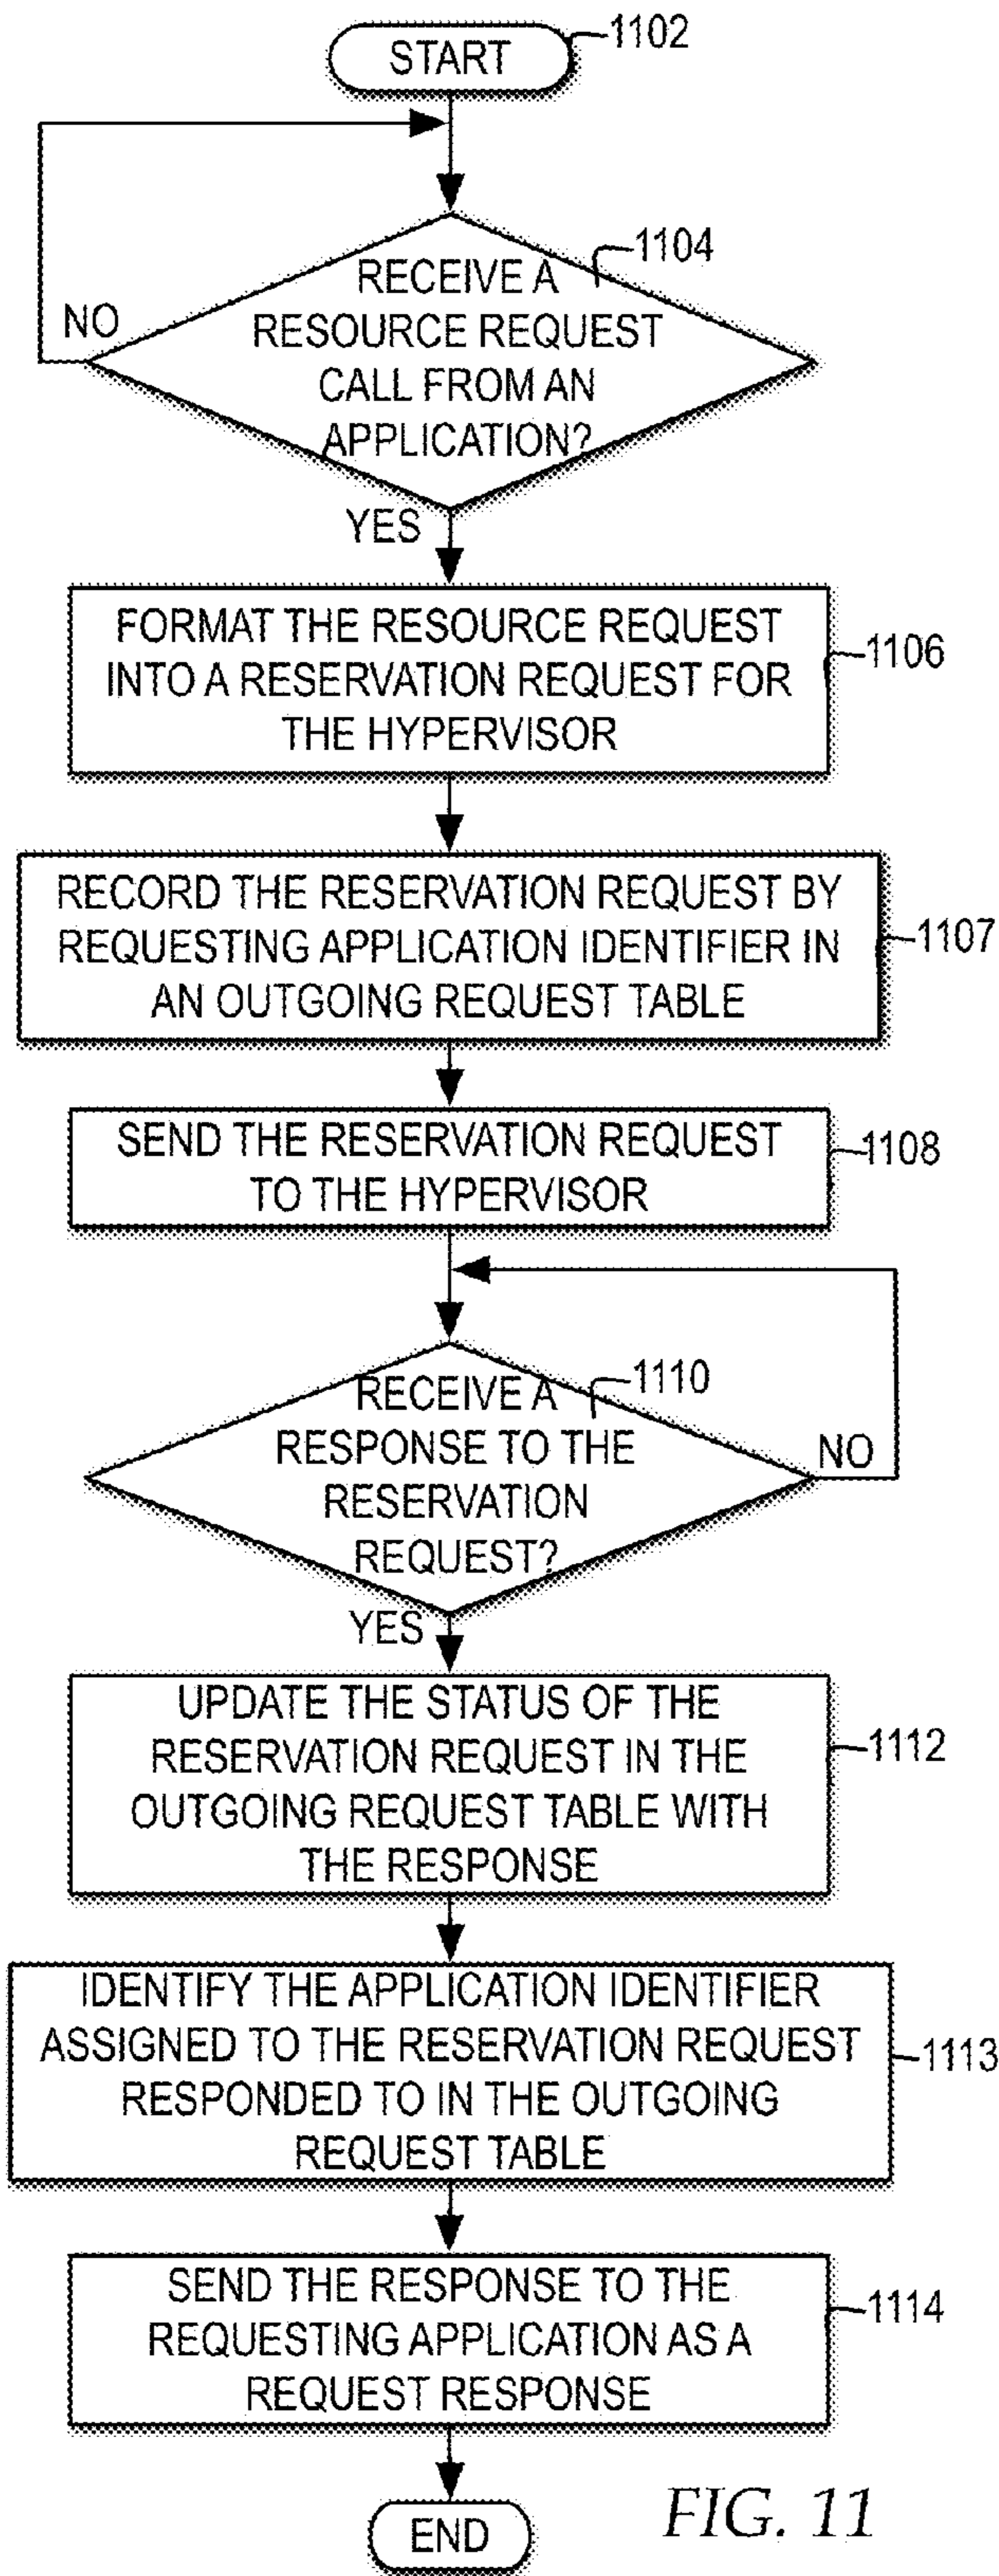 START
1102
RECEIVE A
1104
RESOURCE REQUEST
CALL FROM AN
APPLICATION?
NO
YES
FORMAT THE RESOURCE REQUEST
INTO A RESERVATION REQUEST FOR
THE HYPERVISOR
1106
RECORD THE RESERVATION REQUEST BY
REQUESTING APPLICATION IDENTIFIER IN
AN OUTGOING REQUEST TABLE
1107
SEND THE RESERVATION REQUEST
TO THE HYPERVISOR
1108
RECEIVE A
1110
RESPONSE TO THE
RESERVATION
REQUEST?
NO
YES
UPDATE THE STATUS OF THE
RESERVATION REQUEST IN THE
OUTGOING REQUEST TABLE WITH
THE RESPONSE
1112
IDENTIFY THE APPLICATION IDENTIFIER
ASSIGNED TO THE RESERVATION REQUEST
RESPONDED TO IN THE OUTGOING
REQUEST TABLE
1113
SEND THE RESPONSE TO THE
REQUESTING APPLICATION AS A
REQUEST RESPONSE
1114
END
FIG. 11